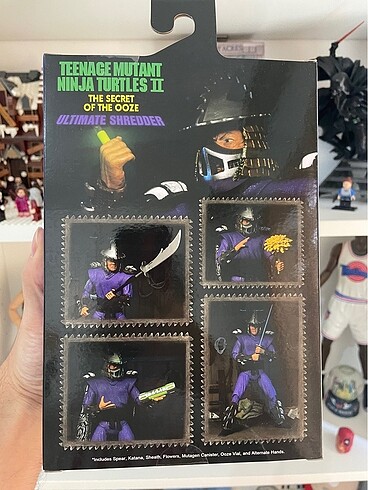 TEENAGE MUTANT
NINJA TURTLES II
THE SECRET
OF THE OOZE
ULTIMATE SHREDDER
*Includes Spear, Katana, Sheath, Flowers, Mutagen Canister, Ooze Vial, and Alternate Hands.